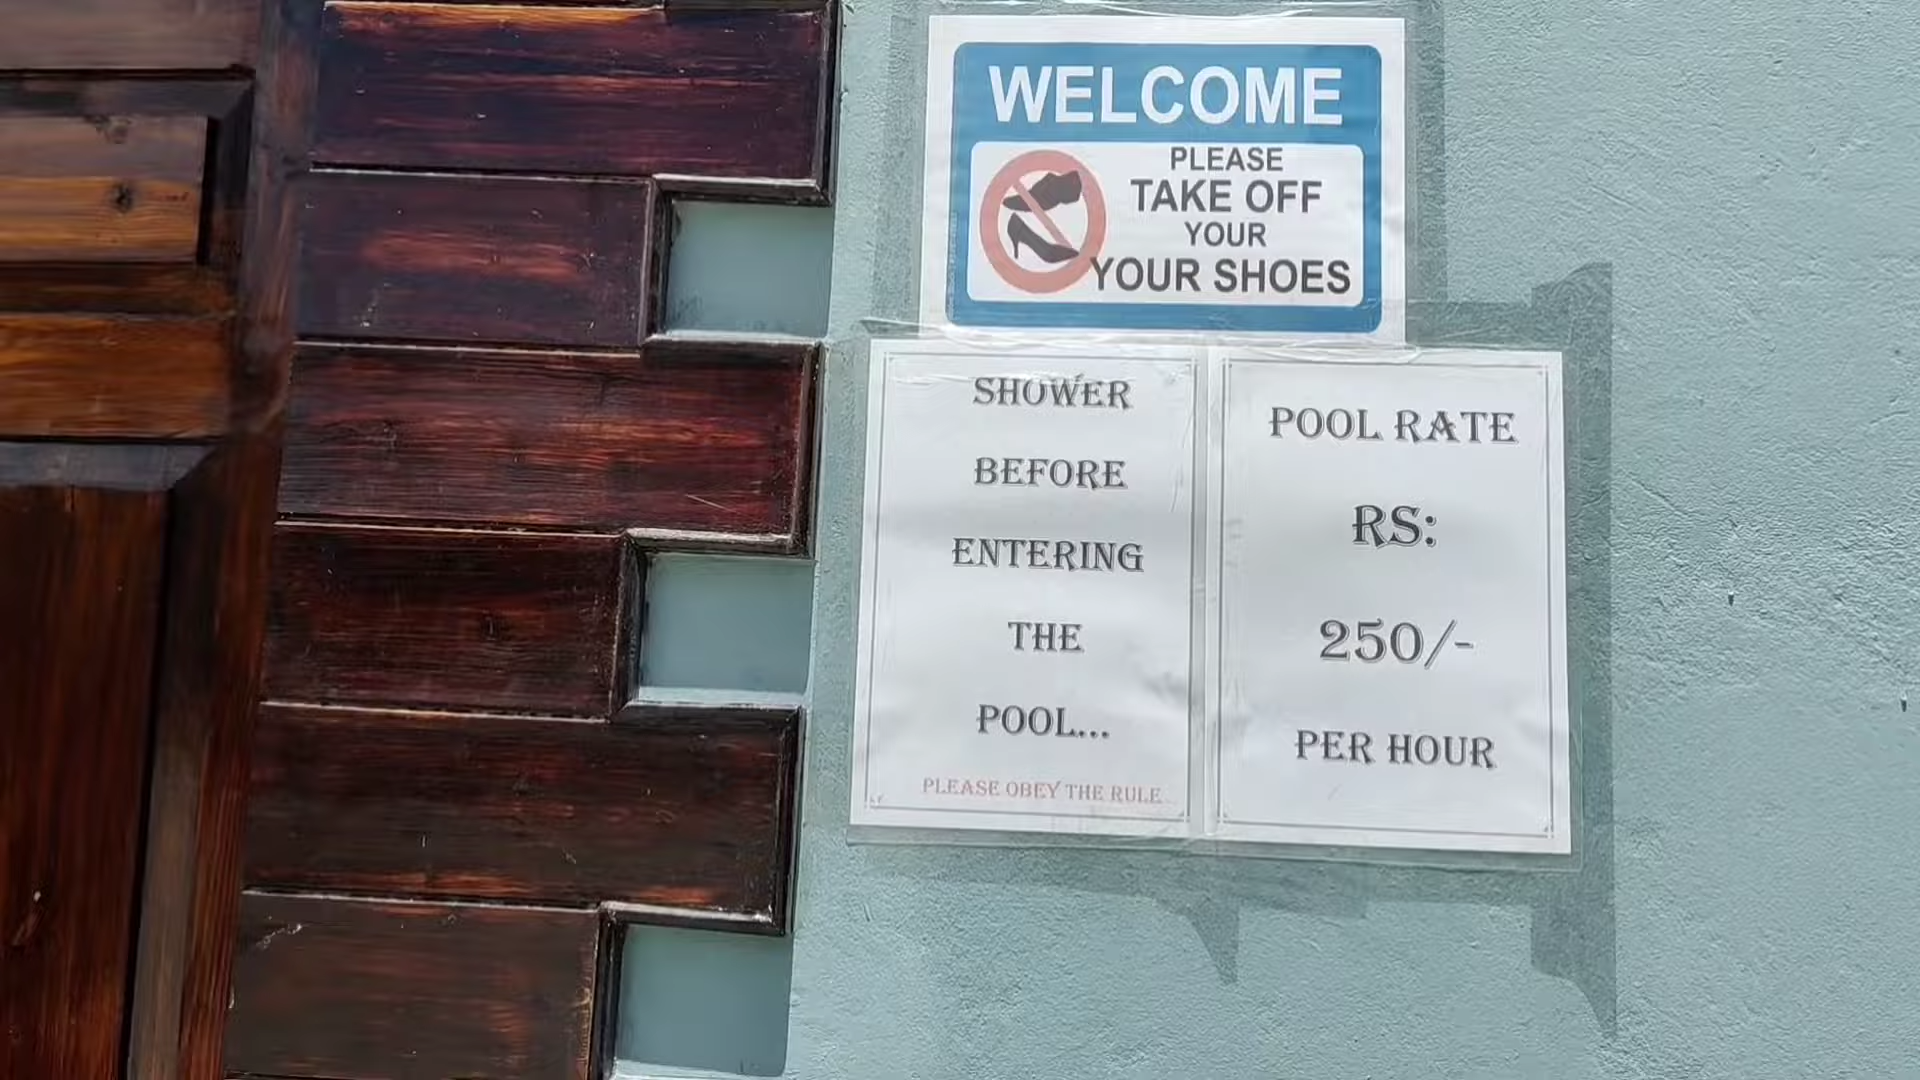 WELCOME
PLEASE
TAKE OFF
YOUR
YOUR SHOES
SHOWER
BEFORE
ENTERING
THE
POOL...
PLEASE OBEY THE RULE
POOL RATE
RS:
250/-
PER HOUR